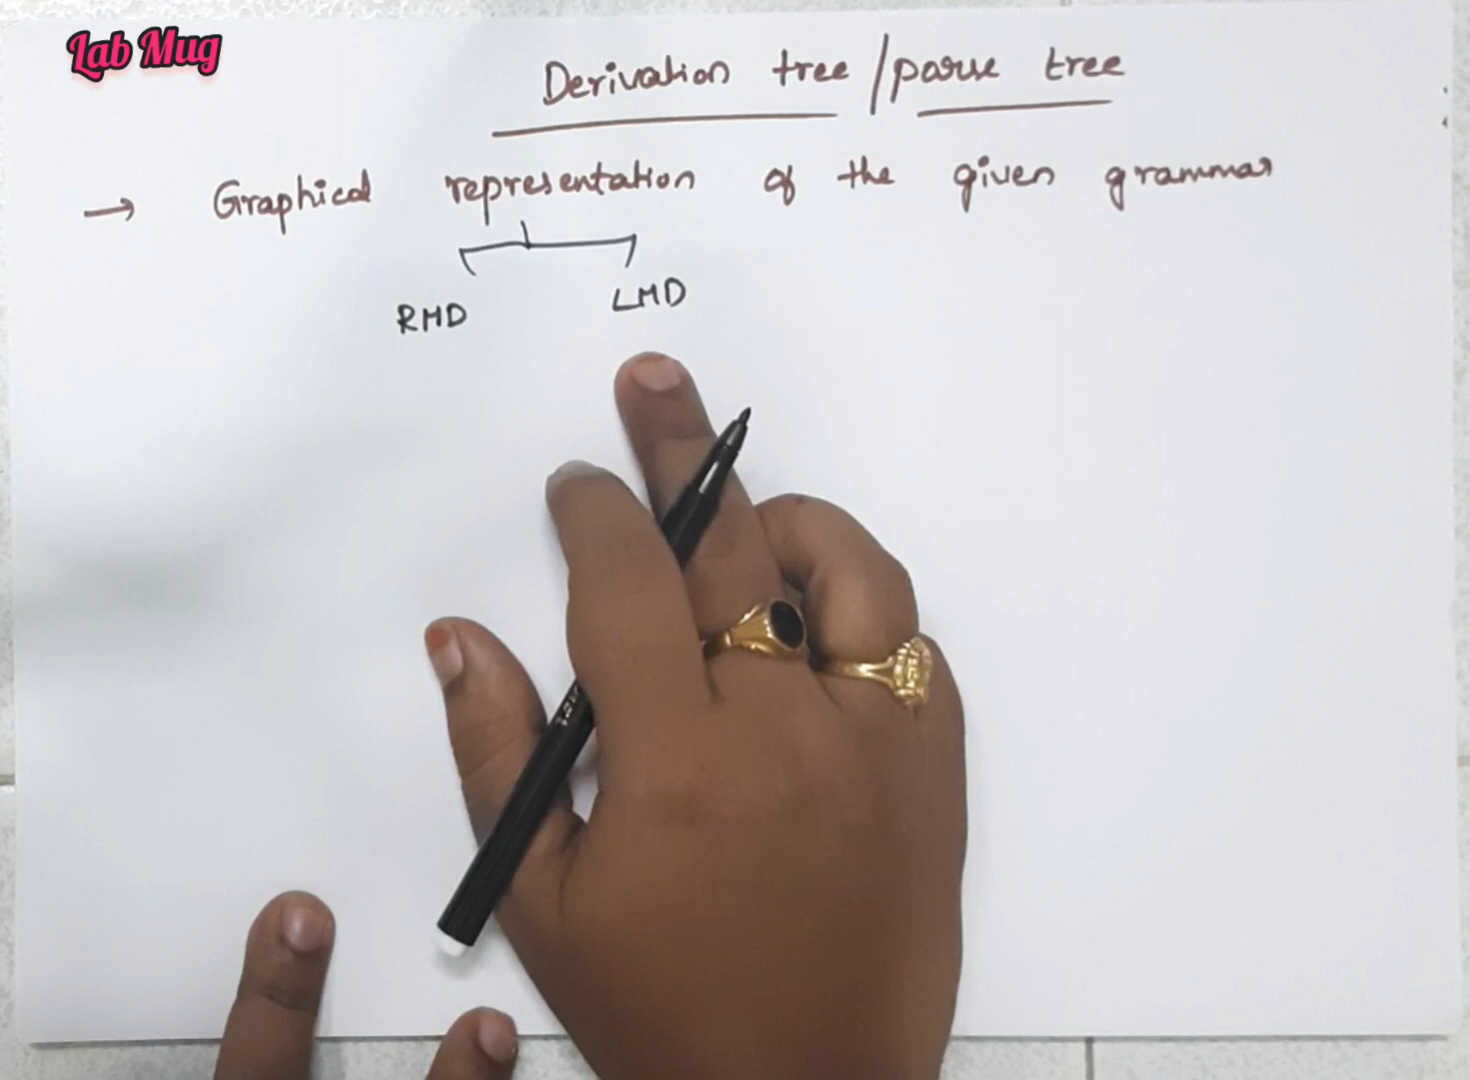 Lab Mug
Derivation tree / parse tree
→ Graphical representation of the given grammar
RMD LMD